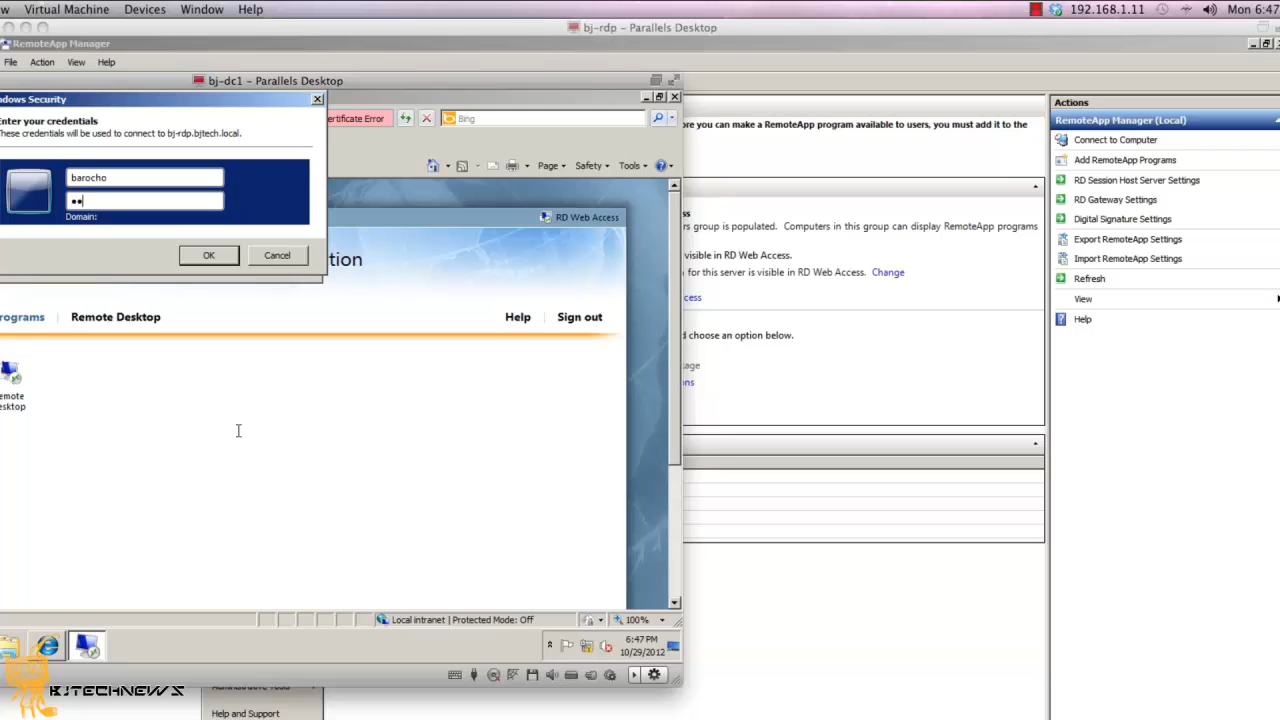 w Virtual Machine Devices Window Help 192.168.1.11 Mon 6:47
bj-rdp - Parallels Desktop
RemoteApp Manager
File Action View Help
bj-dc1 - Parallels Desktop
ndows Security
Enter your credentials
These credentials will be used to connect to bj-rdp.bjtech.local.
barocho
••
Domain:
OK Cancel
ertificate Error
Bing
Page Safety Tools
RD Web Access
tion
rograms Remote Desktop Help Sign out
emote
esktop
Local intranet | Protected Mode: Off 100%
6:47 PM
10/29/2012
BJTECHNEWS
Administrative Tools
Help and Support
ore you can make a RemoteApp program available to users, you must add it to the
ss
rs group is populated. Computers in this group can display RemoteApp programs
visible in RD Web Access.
n for this server is visible in RD Web Access. Change
cess
d choose an option below.
age
ns
Actions
RemoteApp Manager (Local)
Connect to Computer
Add RemoteApp Programs
RD Session Host Server Settings
RD Gateway Settings
Digital Signature Settings
Export RemoteApp Settings
Import RemoteApp Settings
Refresh
View
Help